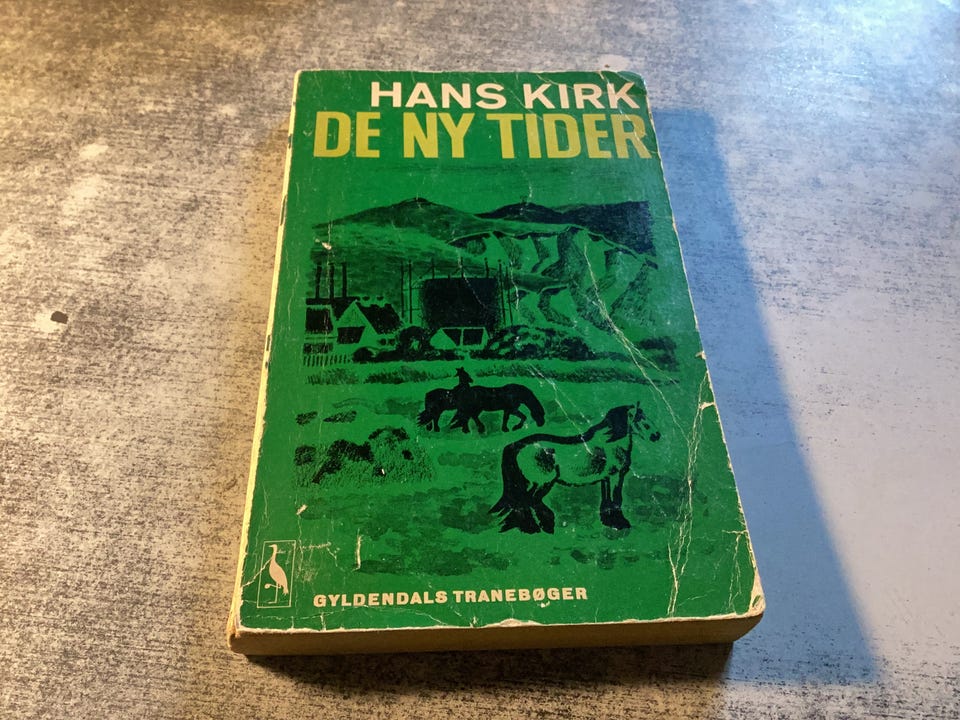 HANS KIRK
DE NY TIDER
GYLDENDALS TRANEBØGER